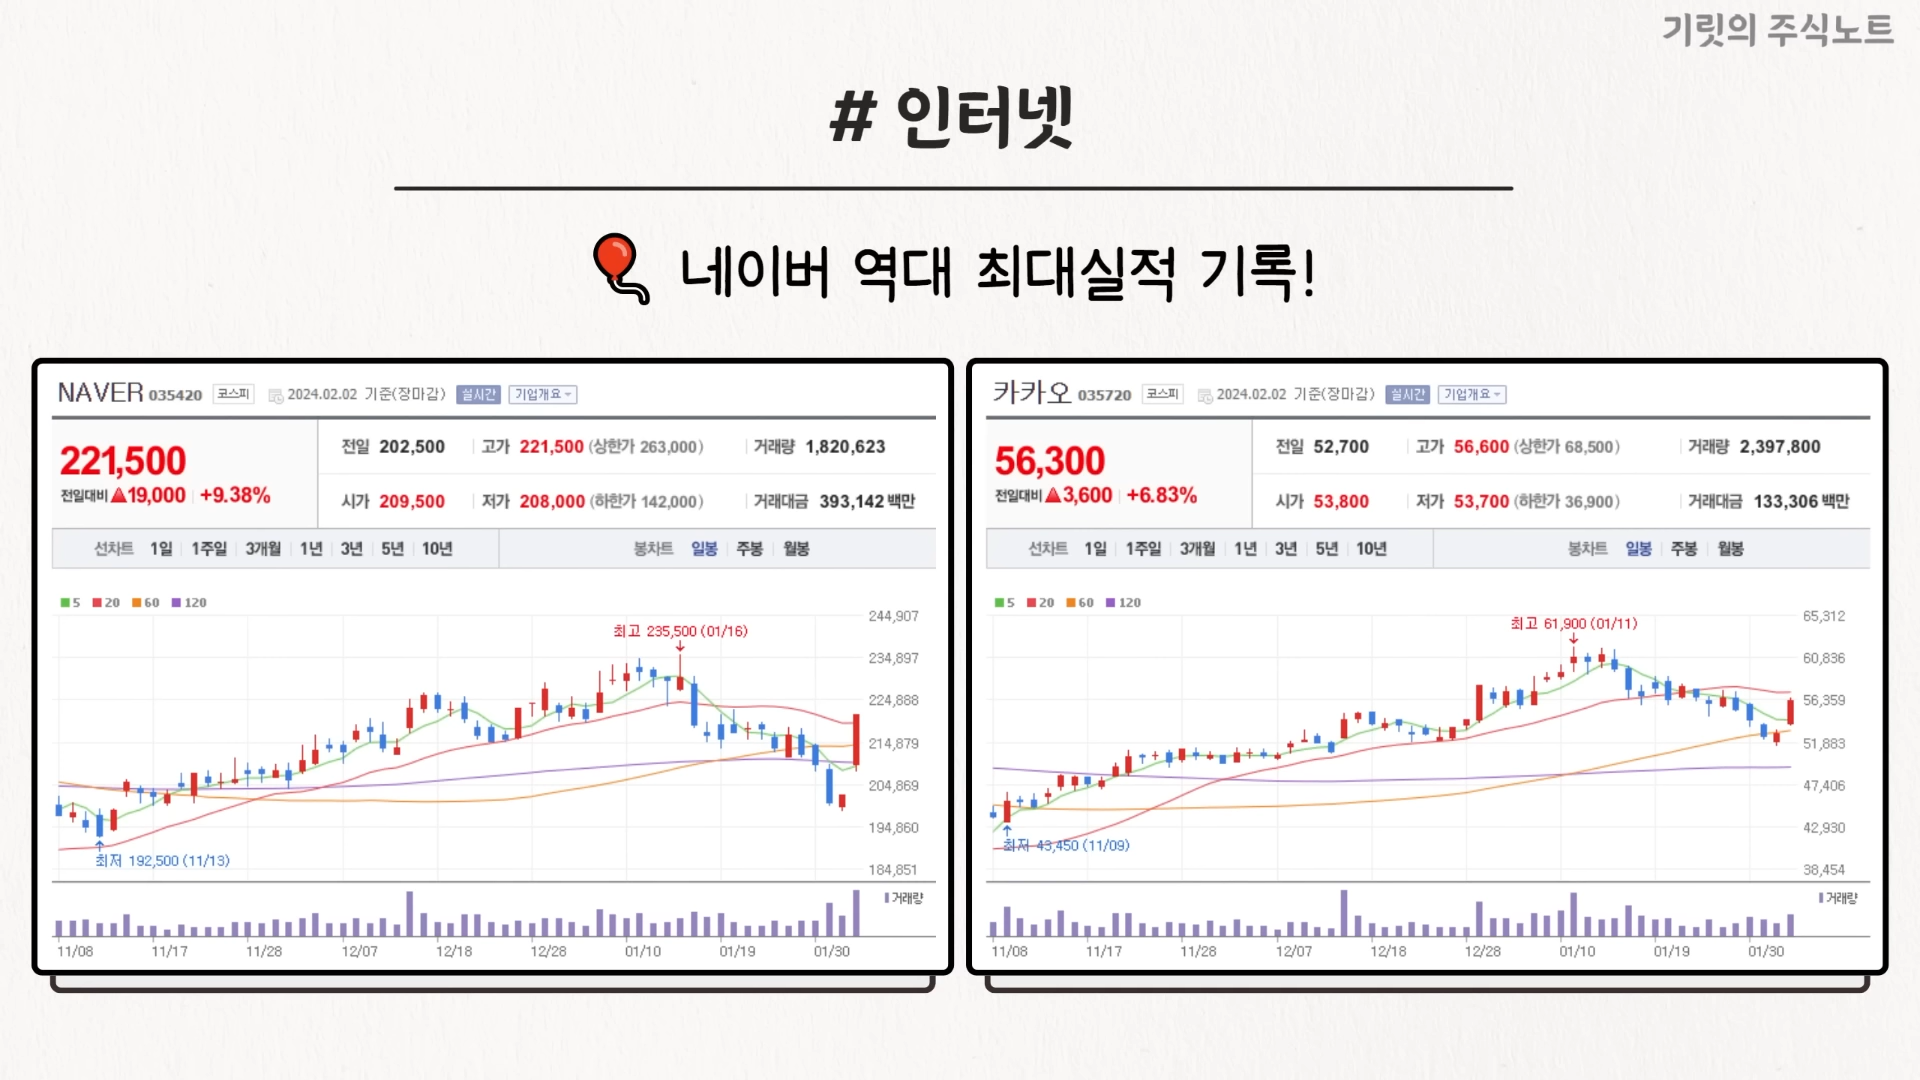 기릿의 주식노트
# 인터넷
네이버 역대 최대실적 기록!
NAVER 035420 코스피 2024.02.02 기준(장마감) 실시간 기업개요
221,500
전일대비 ▲19,000 +9.38%
전일 202,500 고가 221,500 (상한가 263,000) 거래량 1,820,623
시가 209,500 저가 208,000 (하한가 142,000) 거래대금 393,142 백만
선차트 1일 1주일 3개월 1년 3년 5년 10년 봉차트 일봉 주봉 월봉
5 20 60 120
최고 235,500 (01/16)
최저 192,500 (11/13)
244,907
234,897
224,888
214,879
204,869
194,860
184,851
거래량
11/08 11/17 11/28 12/07 12/18 12/28 01/10 01/19 01/30
카카오 035720 코스피 2024.02.02 기준(장마감) 실시간 기업개요
56,300
전일대비 ▲3,600 +6.83%
전일 52,700 고가 56,600 (상한가 68,500) 거래량 2,397,800
시가 53,800 저가 53,700 (하한가 36,900) 거래대금 133,306 백만
선차트 1일 1주일 3개월 1년 3년 5년 10년 봉차트 일봉 주봉 월봉
5 20 60 120
최고 61,900 (01/11)
최저 43,450 (11/09)
65,312
60,836
56,359
51,883
47,406
42,930
38,454
거래량
11/08 11/17 11/28 12/07 12/18 12/28 01/10 01/19 01/30